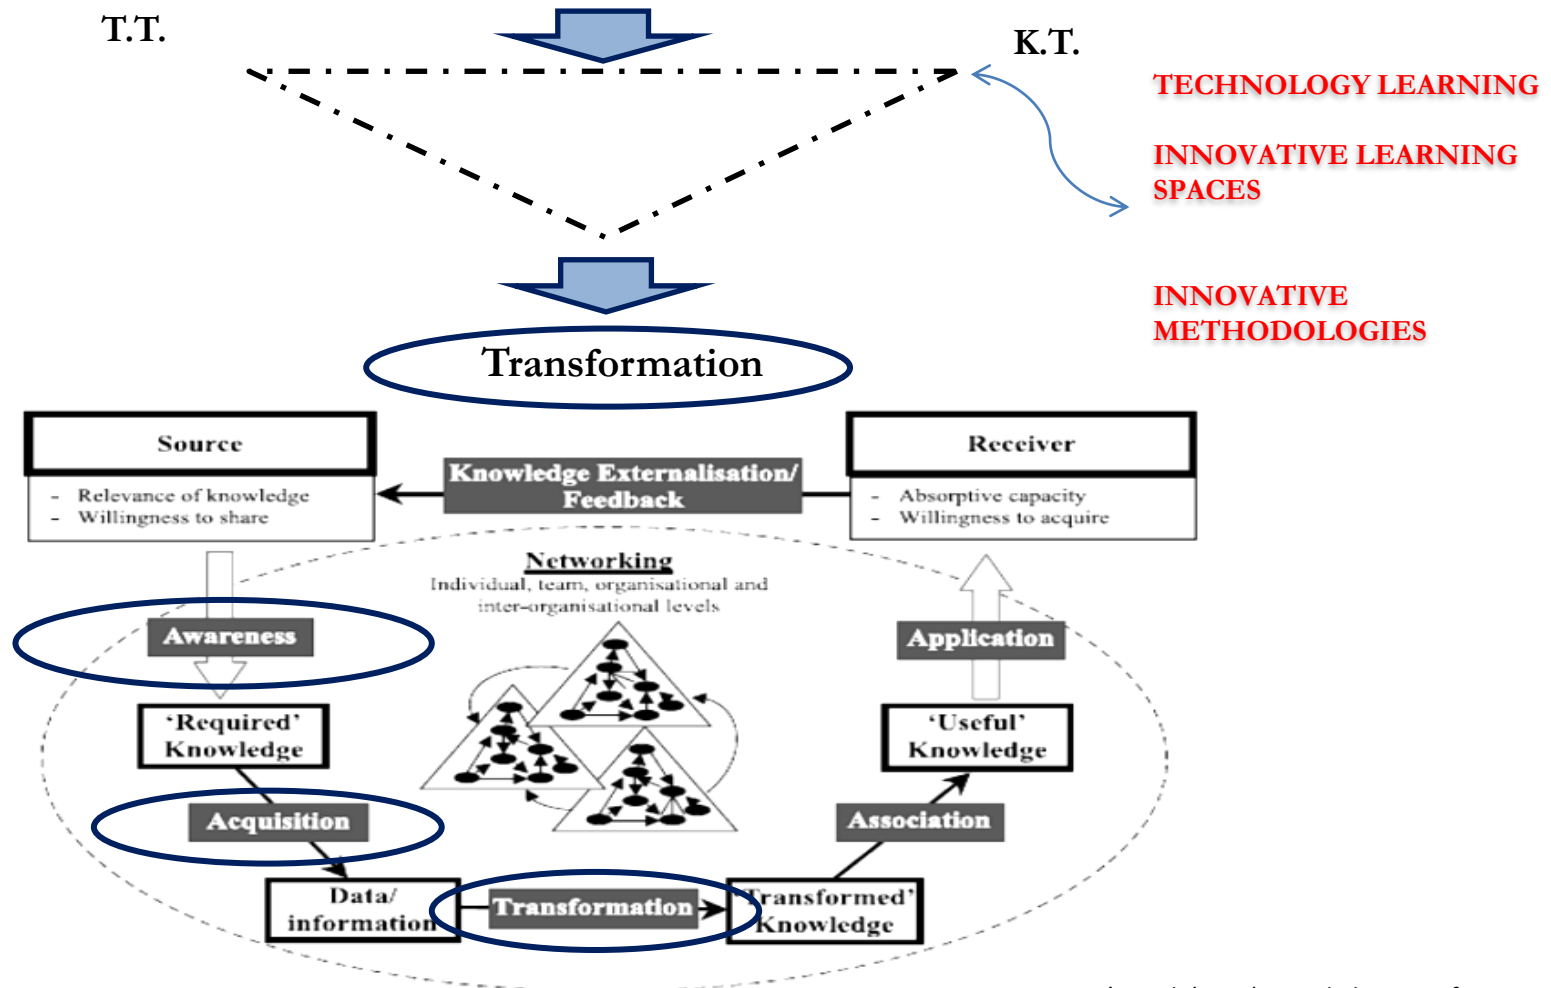 T.T.
K.T.
TECHNOLOGY LEARNING
INNOVATIVE LEARNING
SPACES
INNOVATIVE
METHODOLOGIES
Transformation
Source
- Relevance of knowledge
- Willingness to share
Knowledge Externalisation/
Feedback
Receiver
- Absorptive capacity
- Willingness to acquire
Networking
Individual, team, organisational and
inter-organisational levels
Awareness
Application
'Required'
Knowledge
'Useful'
Knowledge
Acquisition
Association
Data/
information
Transformation
'Transformed'
Knowledge